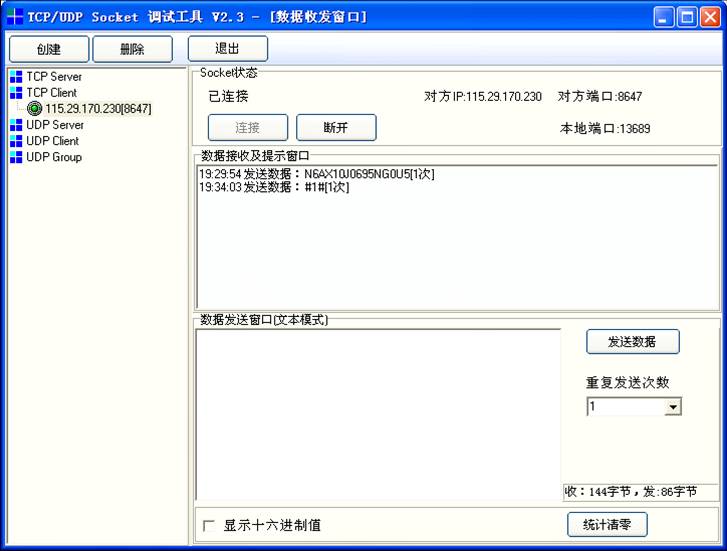 TCP/UDP Socket 调试工具 V2.3 - [数据收发窗口]
创建 删除 退出
TCP Server
TCP Client
115.29.170.230[8647]
UDP Server
UDP Client
UDP Group
Socket状态
已连接 对方IP:115.29.170.230 对方端口:8647
连接 断开 本地端口:13689
数据接收及提示窗口
19:29:54 发送数据：N6AX10J0695NG0U5[1次]
19:34:03 发送数据：#1#[1次]
数据发送窗口(文本模式)
发送数据
重复发送次数
1
收：144字节，发:86字节
显示十六进制值 统计清零